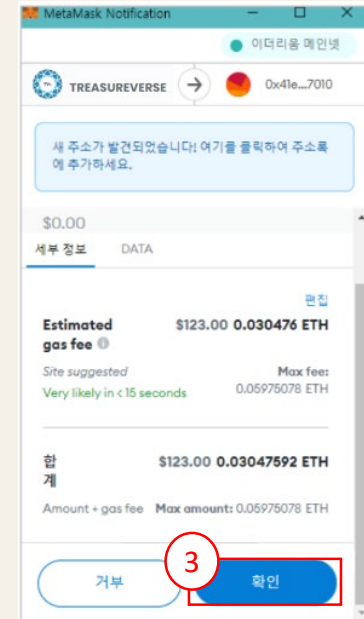 MetaMask Notification
이더리움 메인넷
TREASUREVERSE
0x41e...7010
새 주소가 발견되었습니다! 여기를 클릭하여 주소록
에 추가하세요.
$0.00
세부 정보 DATA
편집
Estimated $123.00 0.030476 ETH
gas fee
Site suggested Max fee:
Very likely in < 15 seconds 0.05975078 ETH
합 $123.00 0.03047592 ETH
계
Amount + gas fee Max amount: 0.05975078 ETH
3
거부 확인